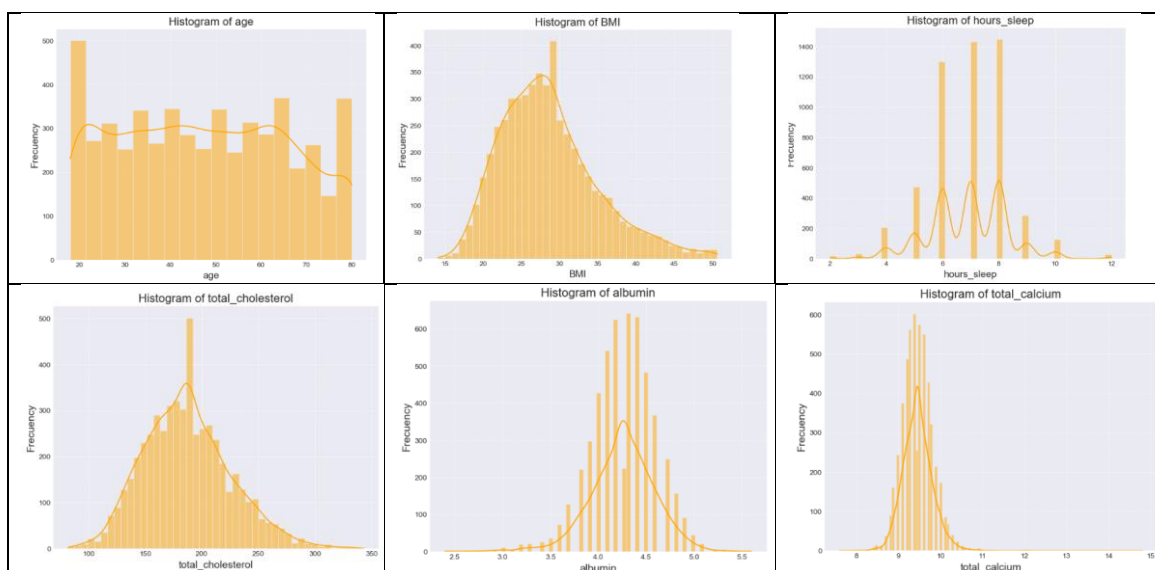 Histogram of age
500
400
300
200
100
0
Frecuency
20 30 40 50 60 70 80
age
Histogram of BMI
400
350
300
250
200
150
100
50
0
Frecuency
15 20 25 30 35 40 45 50
BMI
Histogram of hours_sleep
1400
1200
1000
800
600
400
200
0
Frecuency
2 4 6 8 10 12
hours_sleep
Histogram of total_cholesterol
500
400
300
200
100
0
Frecuency
100 150 200 250 300 350
total_cholesterol
Histogram of albumin
600
500
400
300
200
100
0
Frecuency
2.5 3.0 3.5 4.0 4.5 5.0 5.5
albumin
Histogram of total_calcium
600
500
400
300
200
100
0
Frecuency
8 9 10 11 12 13 14 15
total_calcium